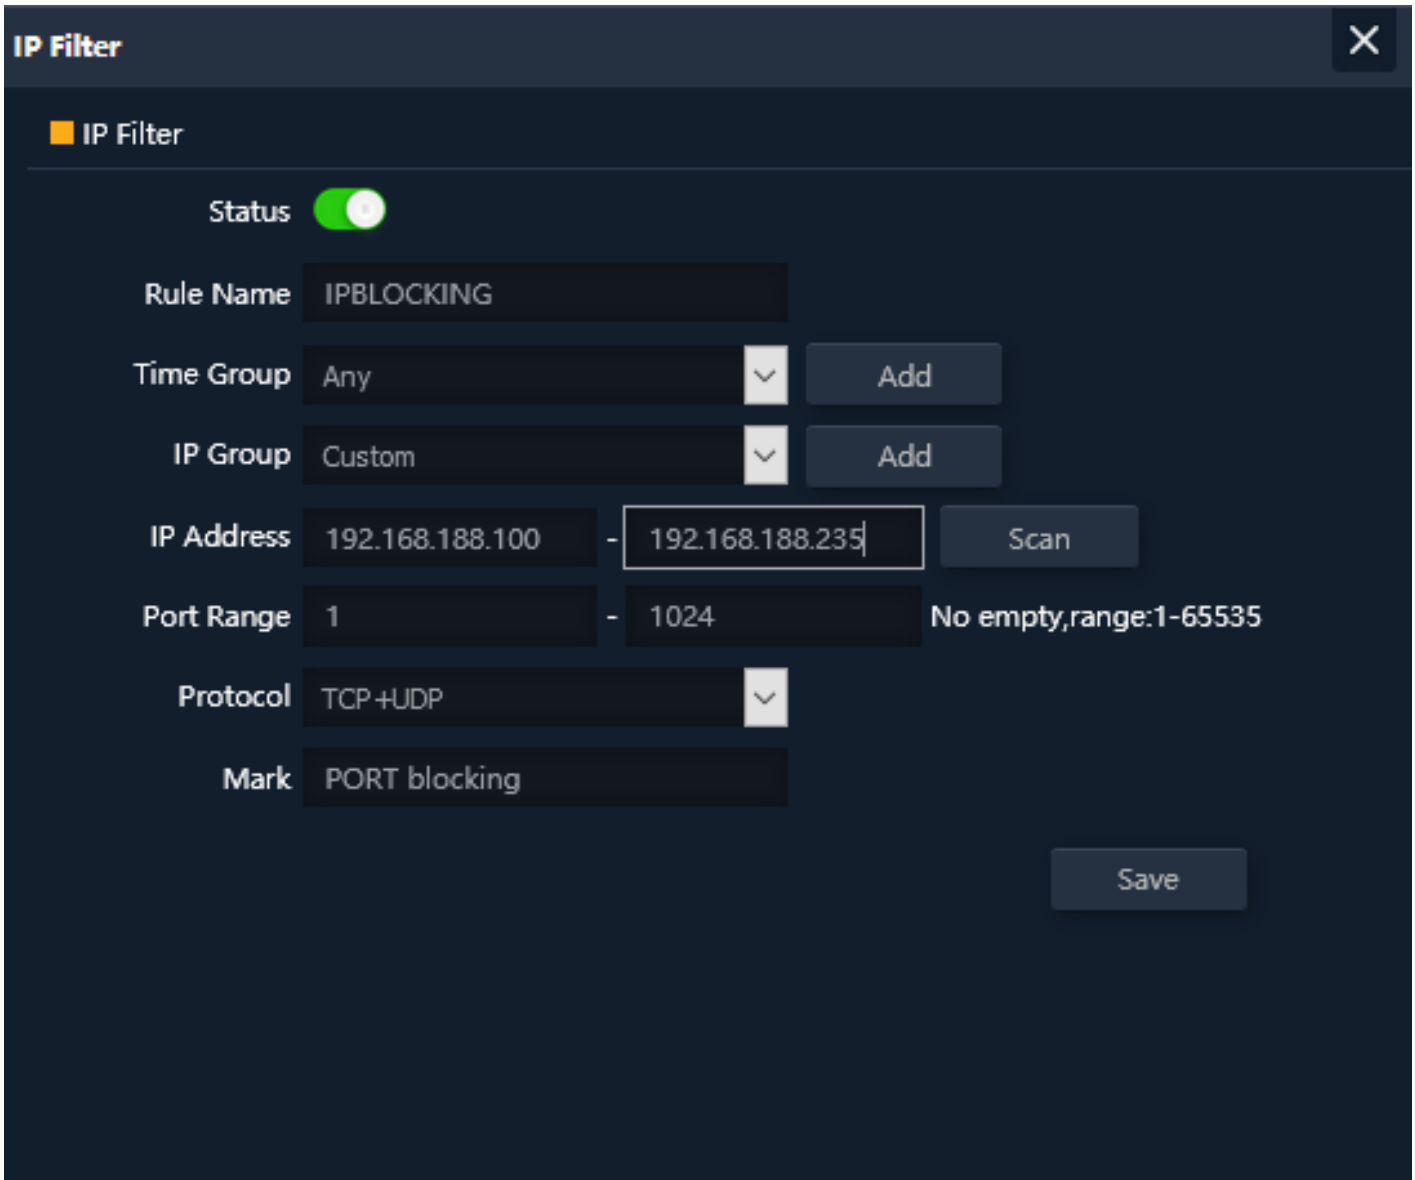 IP Filter
IP Filter
Status
Rule Name IPBLOCKING
Time Group Any Add
IP Group Custom Add
IP Address 192.168.188.100 - 192.168.188.235 Scan
Port Range 1 - 1024 No empty,range:1-65535
Protocol TCP+UDP
Mark PORT blocking
Save